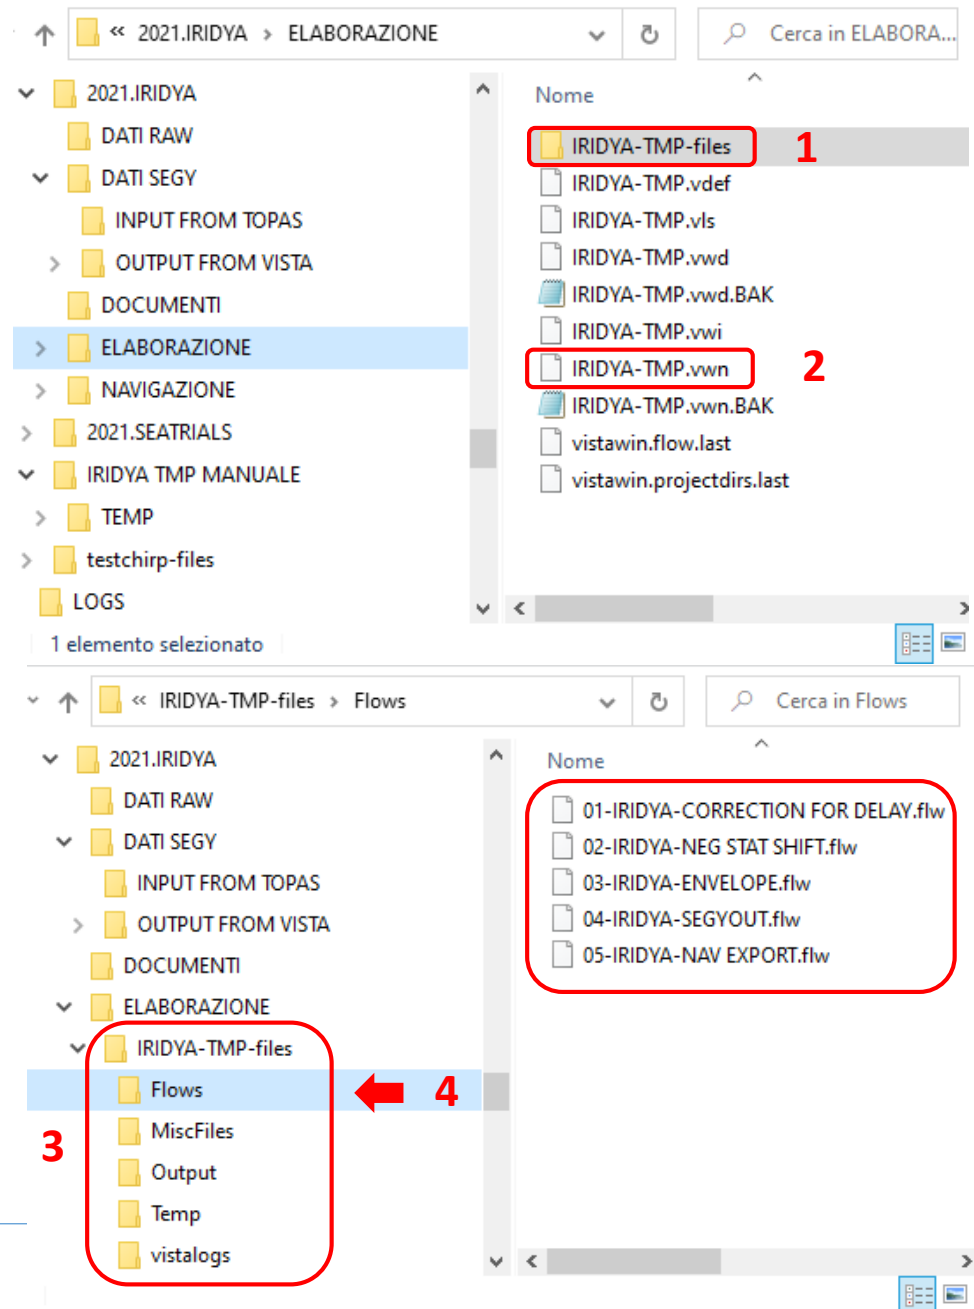 « 2021.IRIDYA > ELABORAZIONE
Cerca in ELABORA...
2021.IRIDYA
DATI RAW
DATI SEGY
INPUT FROM TOPAS
OUTPUT FROM VISTA
DOCUMENTI
ELABORAZIONE
NAVIGAZIONE
2021.SEATRIALS
IRIDYA TMP MANUALE
TEMP
testchirp-files
LOGS
Nome
IRIDYA-TMP-files 1
IRIDYA-TMP.vdef
IRIDYA-TMP.vls
IRIDYA-TMP.vwd
IRIDYA-TMP.vwd.BAK
IRIDYA-TMP.vwi
IRIDYA-TMP.vwn 2
IRIDYA-TMP.vwn.BAK
vistawin.flow.last
vistawin.projectdirs.last
1 elemento selezionato
« IRIDYA-TMP-files > Flows
Cerca in Flows
2021.IRIDYA
DATI RAW
DATI SEGY
INPUT FROM TOPAS
OUTPUT FROM VISTA
DOCUMENTI
ELABORAZIONE
IRIDYA-TMP-files
Flows 4
MiscFiles
3
Output
Temp
vistalogs
Nome
01-IRIDYA-CORRECTION FOR DELAY.flw
02-IRIDYA-NEG STAT SHIFT.flw
03-IRIDYA-ENVELOPE.flw
04-IRIDYA-SEGYOUT.flw
05-IRIDYA-NAV EXPORT.flw